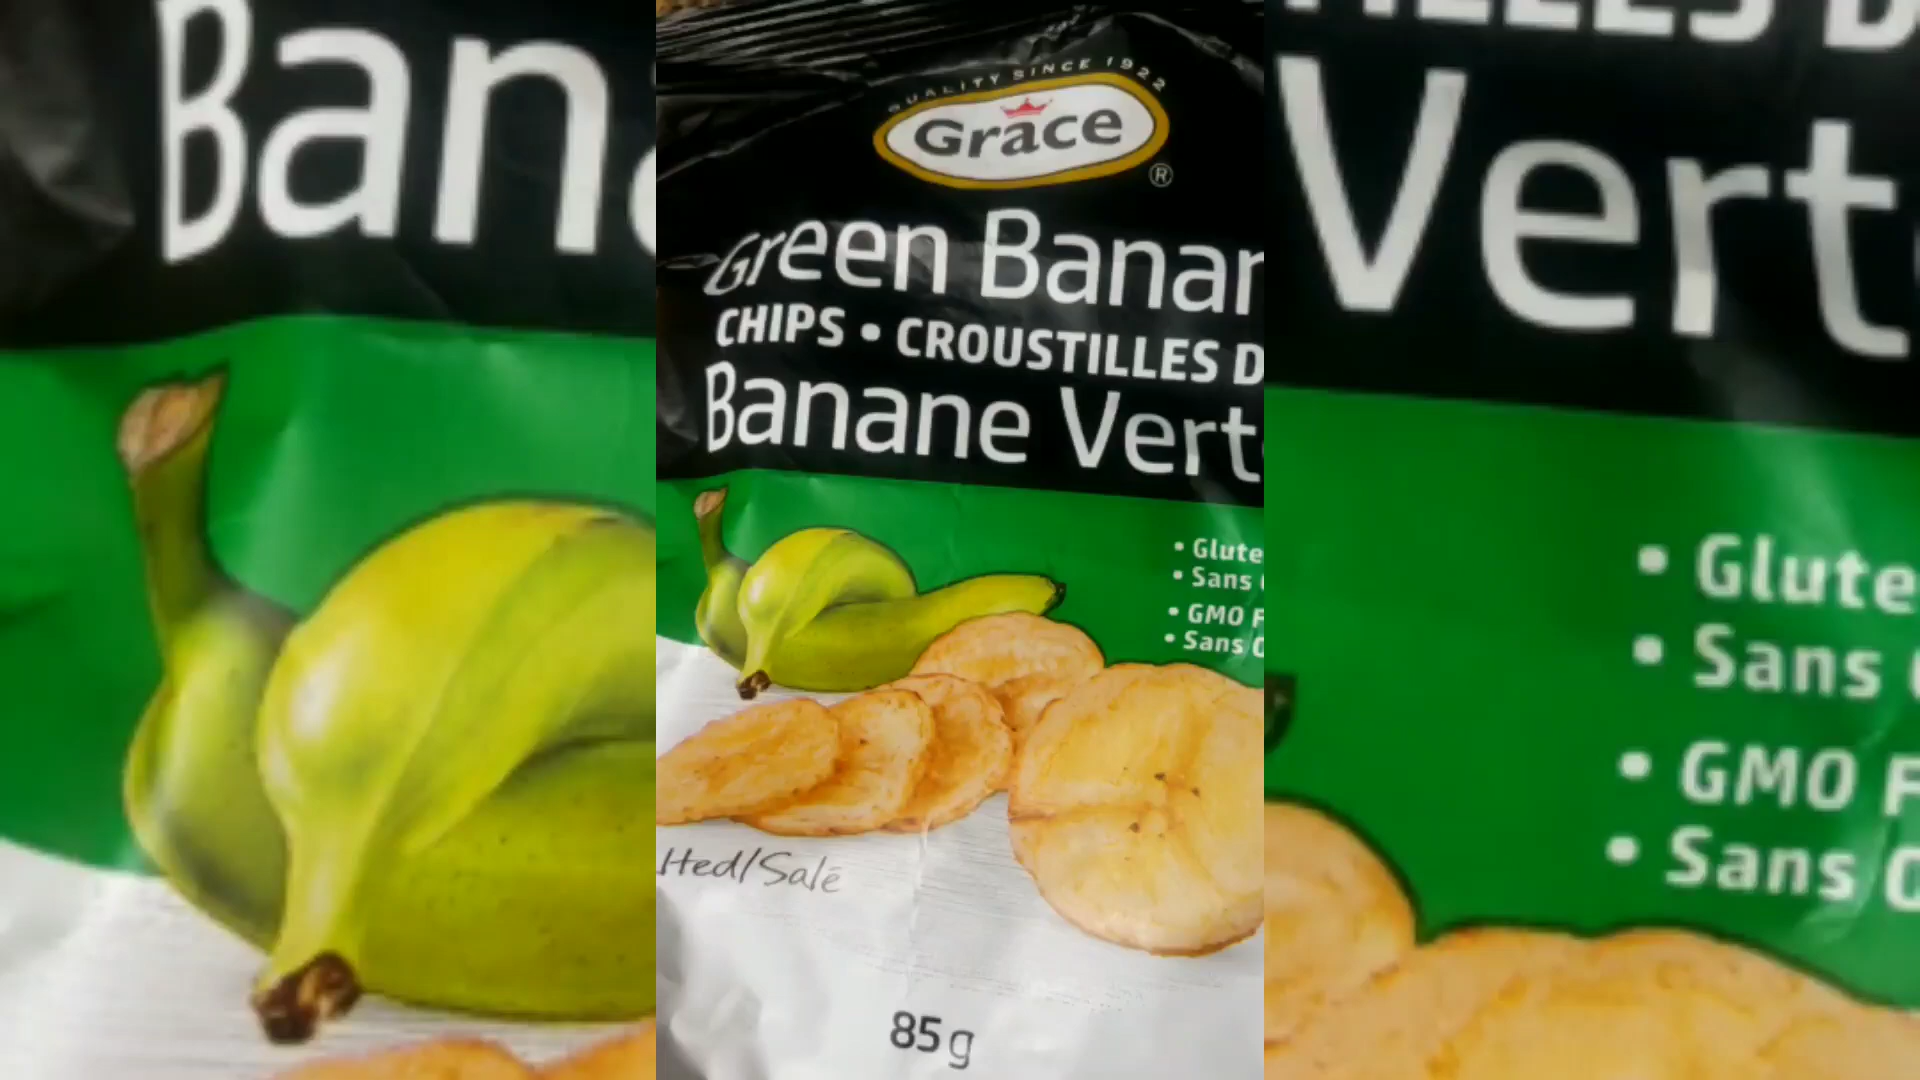 QUALITY SINCE 1922
Grace
®
Green Banan
CHIPS • CROUSTILLES D
Banane Verte
• Glute
• Sans
• GMO F
• Sans
lted/Salé
85g
Ban
Vert
• Glute
• Sans
• GMO F
• Sans